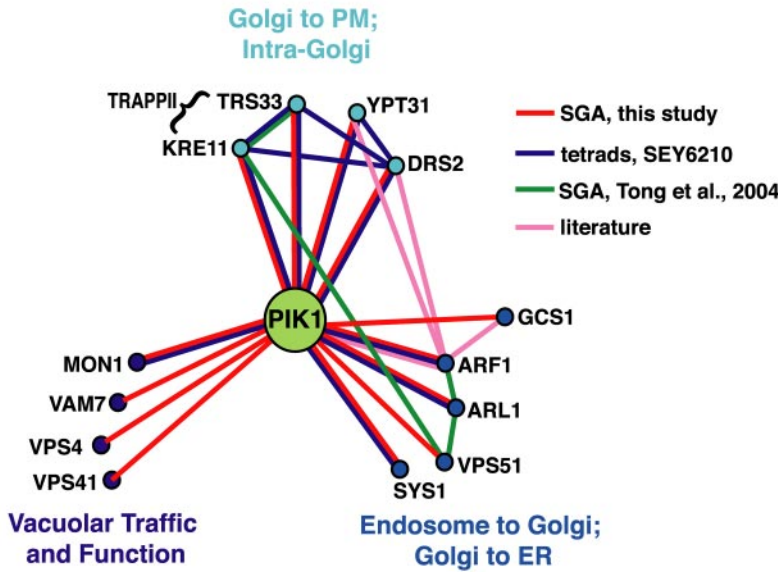 Golgi to PM;
Intra-Golgi
TRAPPII
TRS33
YPT31
KRE11
DRS2
SGA, this study
tetrads, SEY6210
SGA, Tong et al., 2004
literature
PIK1
GCS1
MON1
ARF1
VAM7
ARL1
VPS4
VPS51
VPS41
SYS1
Vacuolar Traffic
and Function
Endosome to Golgi;
Golgi to ER